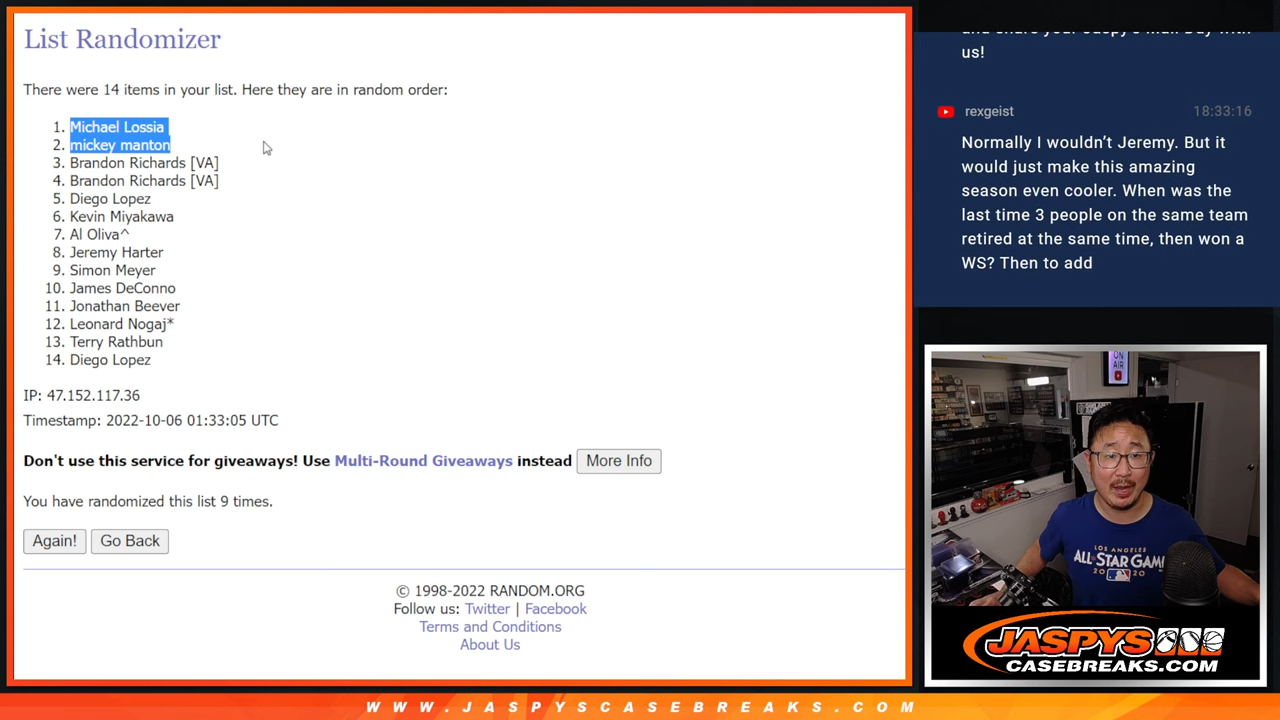 List Randomizer
There were 14 items in your list. Here they are in random order:
1. Michael Lossia
2. mickey manton
3. Brandon Richards [VA]
4. Brandon Richards [VA]
5. Diego Lopez
6. Kevin Miyakawa
7. Al Oliva^
8. Jeremy Harter
9. Simon Meyer
10. James DeConno
11. Jonathan Beever
12. Leonard Nogaj*
13. Terry Rathbun
14. Diego Lopez
IP: 47.152.117.36
Timestamp: 2022-10-06 01:33:05 UTC
Don't use this service for giveaways! Use Multi-Round Giveaways instead More Info
You have randomized this list 9 times.
Again! Go Back
© 1998-2022 RANDOM.ORG
Follow us: Twitter | Facebook
Terms and Conditions
About Us
us!
rexgeist 18:33:16
Normally I wouldn’t Jeremy. But it
would just make this amazing
season even cooler. When was the
last time 3 people on the same team
retired at the same time, then won a
WS? Then to add
ON
AIR
LOS ANGELES
ALL-STAR GAME
2020
JASPYS
CASEBREAKS.COM
WWW.JASPYSCASEBREAKS.COM